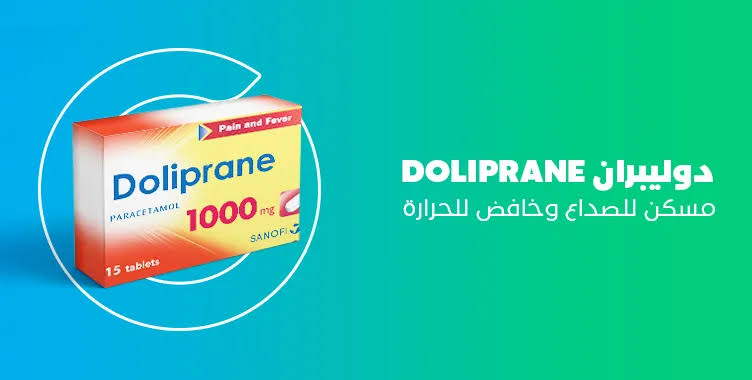 Pain and Fever
Doliprane
PARACETAMOL
1000 mg
SANOFI
15 tablets
دوليبران DOLIPRANE
مسكن للصداع وخافض للحرارة